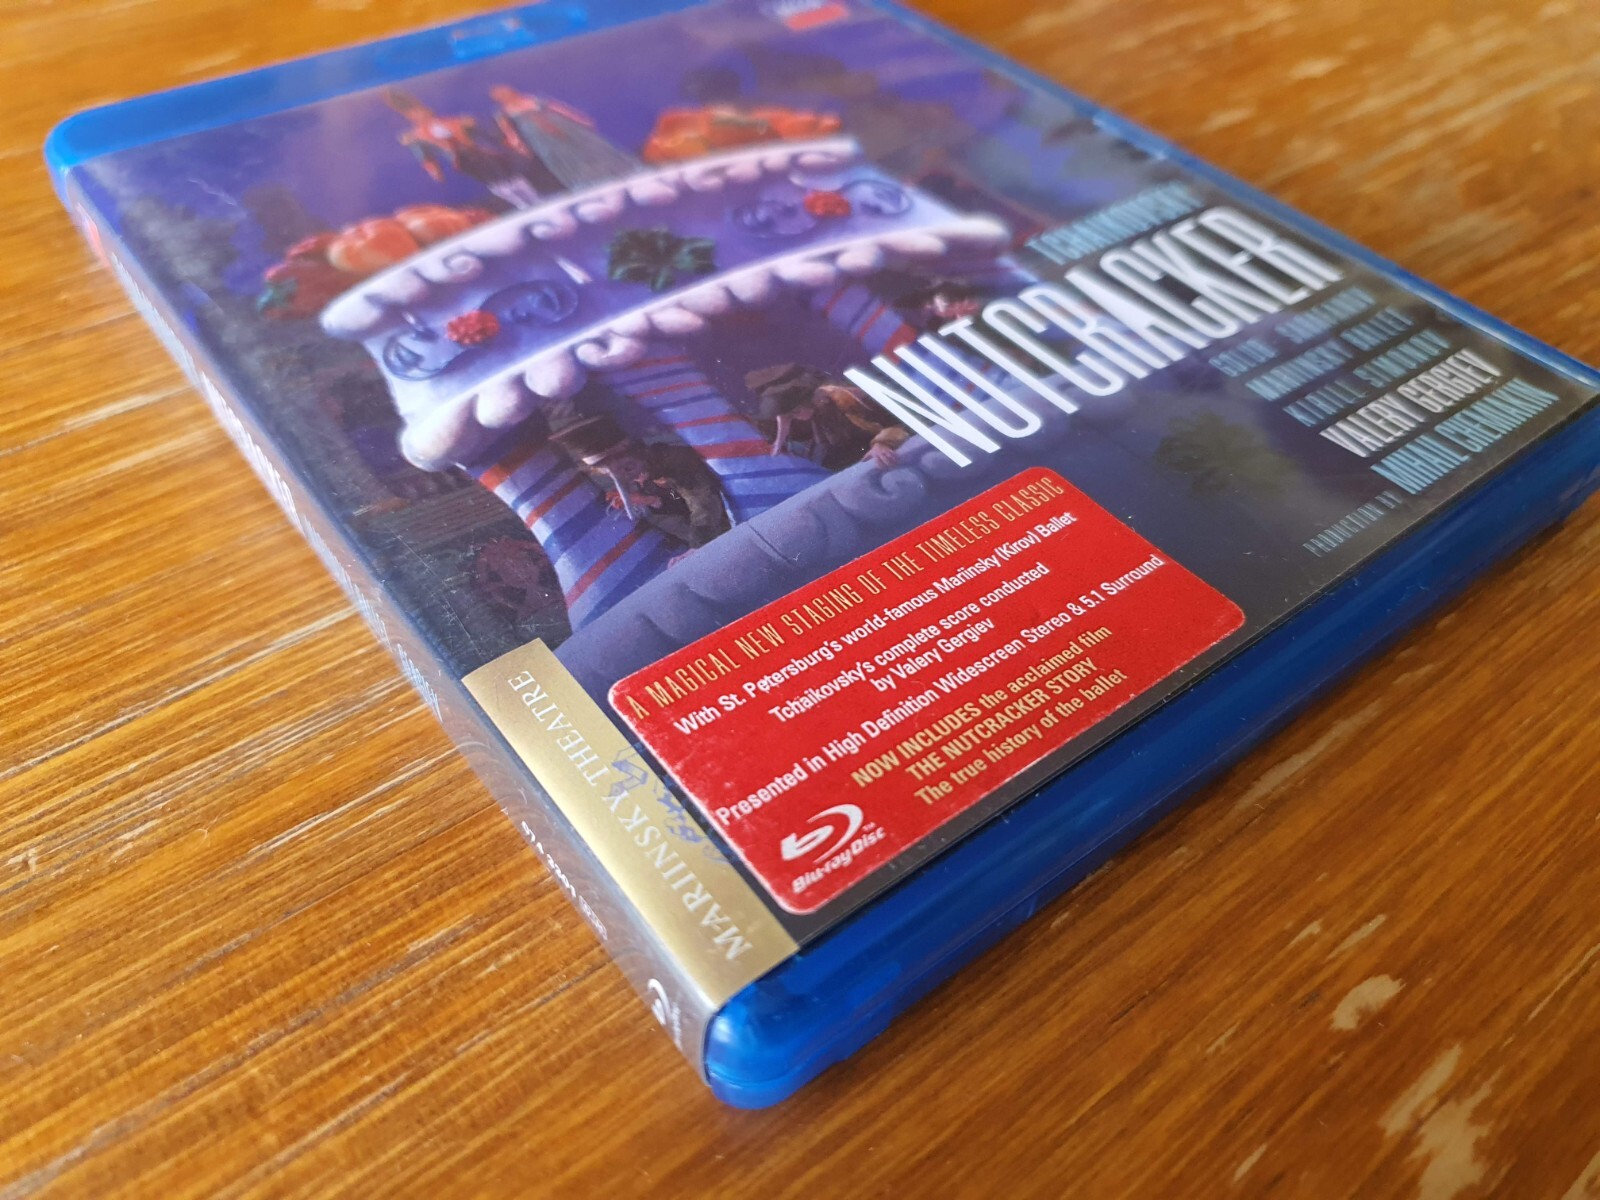 TCHAIKOVSKY
NUTCRACKER
MARIINSKY BALLET
VALERY GERGIEV
PRODUCTION BY MIHAIL CHEMIAKIN
A MAGICAL NEW STAGING OF THE TIMELESS CLASSIC
With St. Petersburg's world-famous Mariinsky (Kirov) Ballet
Tchaikovsky's complete score conducted
by Valery Gergiev
Presented in High Definition Widescreen Stereo & 5.1 Surround
NOW INCLUDES the acclaimed film
THE NUTCRACKER STORY
The true history of the ballet
Blu-ray Disc
MARIINSKY THEATRE